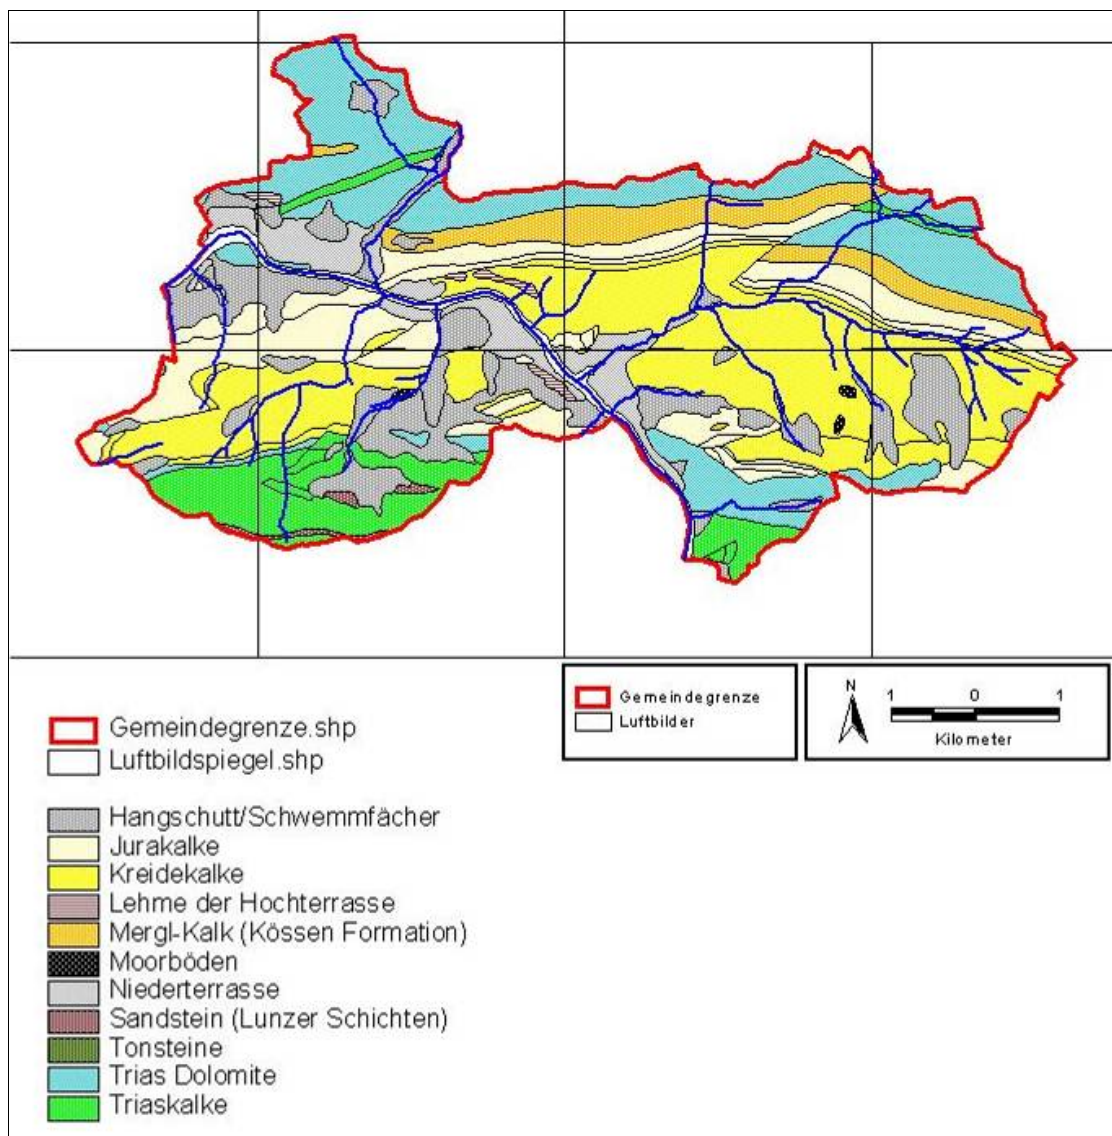 Gemeindegrenze
Luftbilder
N
1 0 1
Kilometer
Gemeindegrenze.shp
Luftbildspiegel.shp
Hangschutt/Schwemmfächer
Jurakalke
Kreidekalke
Lehme der Hochterrasse
Mergl-Kalk (Kössen Formation)
Moorböden
Niederterrasse
Sandstein (Lunzer Schichten)
Tonsteine
Trias Dolomite
Triaskalke